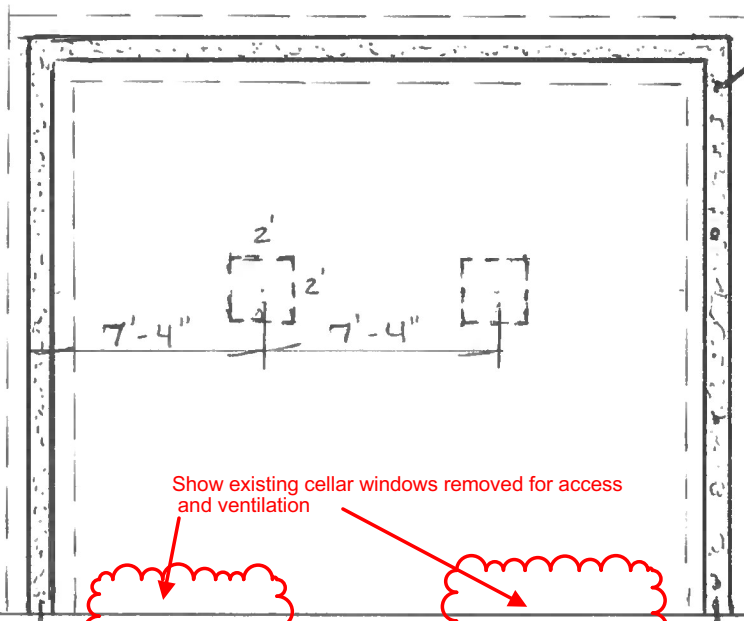 2'
2'
7'-4" 7'-4"
Show existing cellar windows removed for access
and ventilation